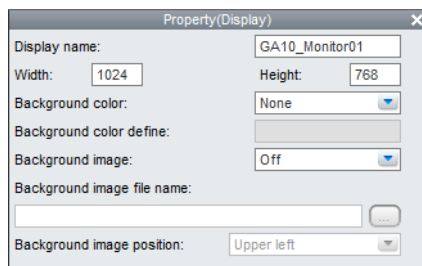 Property(Display)
Display name: GA10_Monitor01
Width: 1024 Height: 768
Background color: None
Background color define:
Background image: Off
Background image file name:
...
Background image position: Upper left